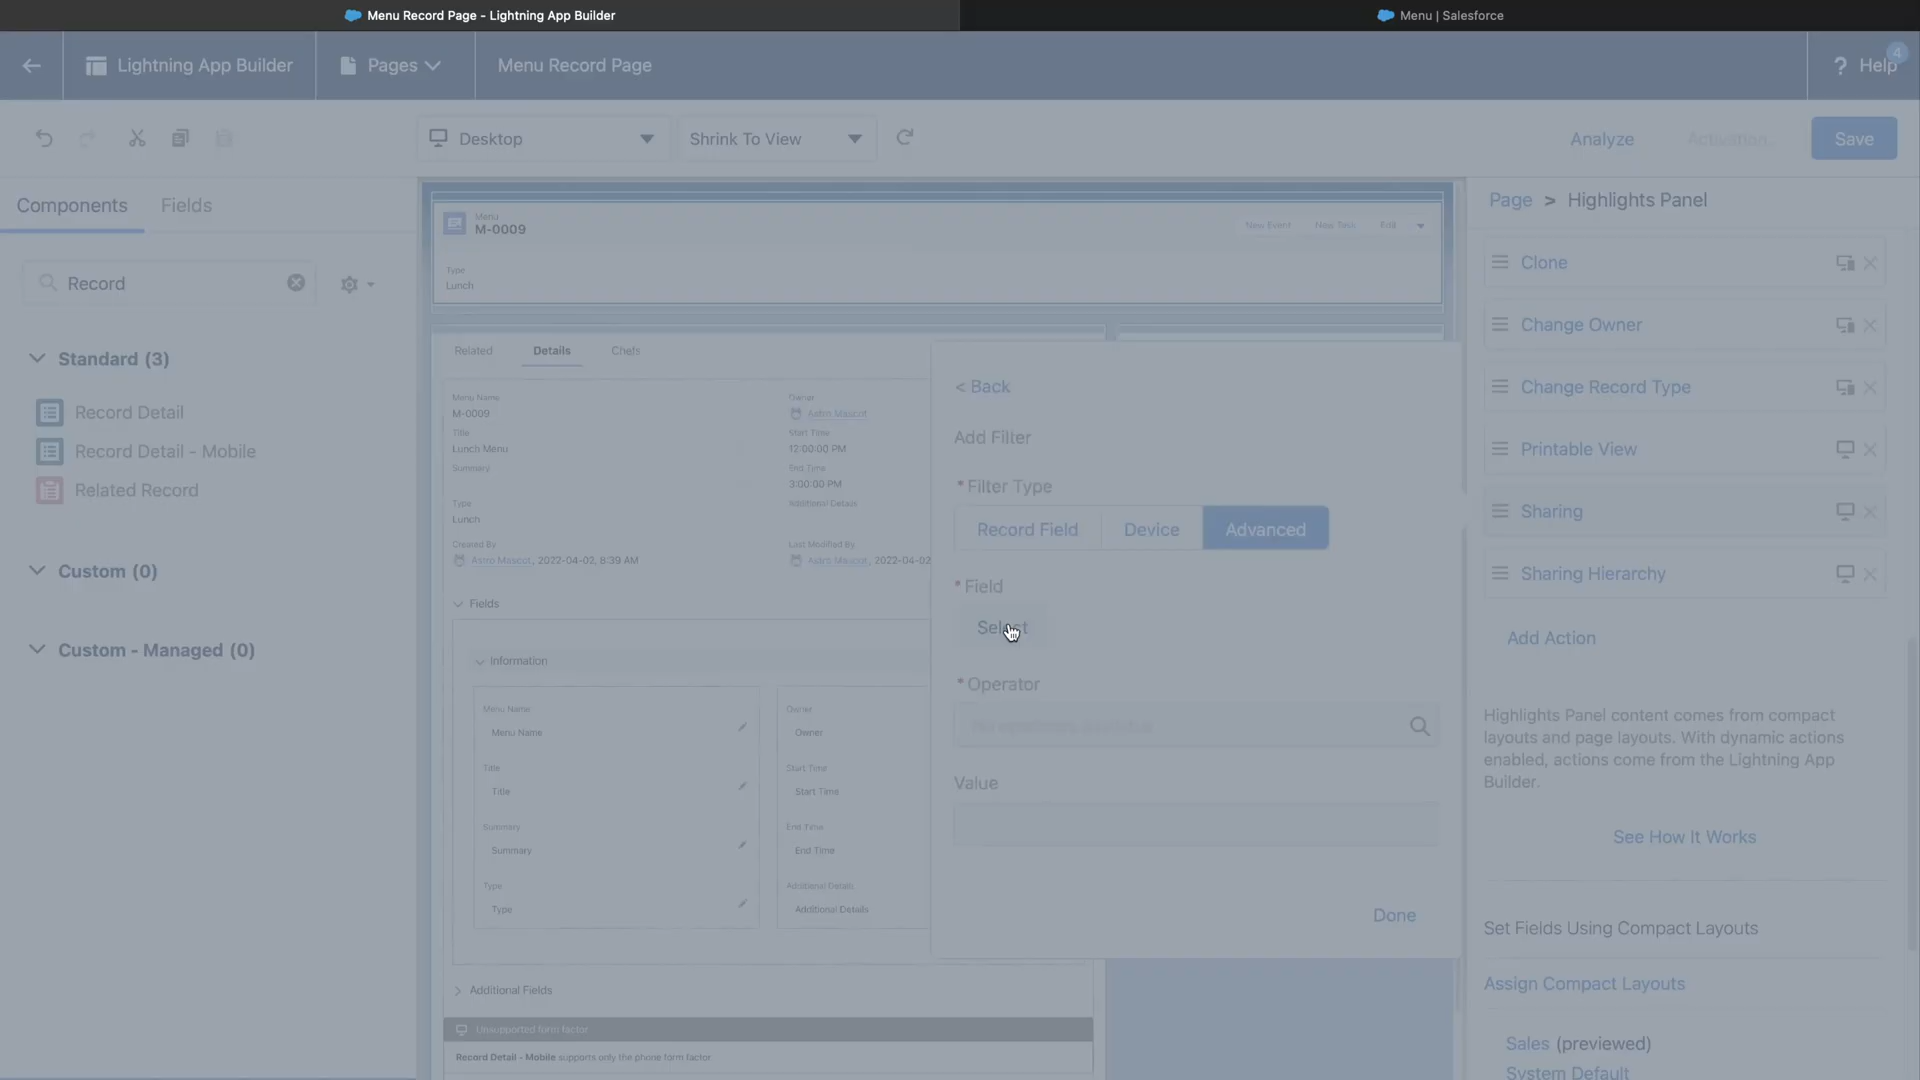 Menu Record Page - Lightning App Builder
Menu | Salesforce
Lightning App Builder
Pages
Menu Record Page
? Help
4
Desktop
Shrink To View
Analyze
Activation...
Save
Components
Fields
Record
Standard (3)
Record Detail
Record Detail - Mobile
Related Record
Custom (0)
Custom - Managed (0)
Menu
M-0009
New Event
New Task
Edit
Type
Lunch
Related
Details
Chefs
Menu Name
M-0009
Owner
Astro Mascot
Title
Lunch Menu
Start Time
12:00:00 PM
Summary
End Time
3:00:00 PM
Type
Lunch
Additional Details
Created By
Astro Mascot, 2022-04-02, 8:39 AM
Last Modified By
Astro Mascot, 2022-04-02
Fields
Information
Menu Name
Menu Name
Owner
Owner
Title
Title
Start Time
Start Time
Summary
Summary
End Time
End Time
Type
Type
Additional Details
Additional Details
Additional Fields
Unsupported form factor
Record Detail - Mobile supports only the phone form factor
< Back
Add Filter
*Filter Type
Record Field
Device
Advanced
*Field
Select
*Operator
No operators available
Value
Done
Page > Highlights Panel
Clone
Change Owner
Change Record Type
Printable View
Sharing
Sharing Hierarchy
Add Action
Highlights Panel content comes from compact
layouts and page layouts. With dynamic actions
enabled, actions come from the Lightning App
Builder.
See How It Works
Set Fields Using Compact Layouts
Assign Compact Layouts
Sales (previewed)
System Default